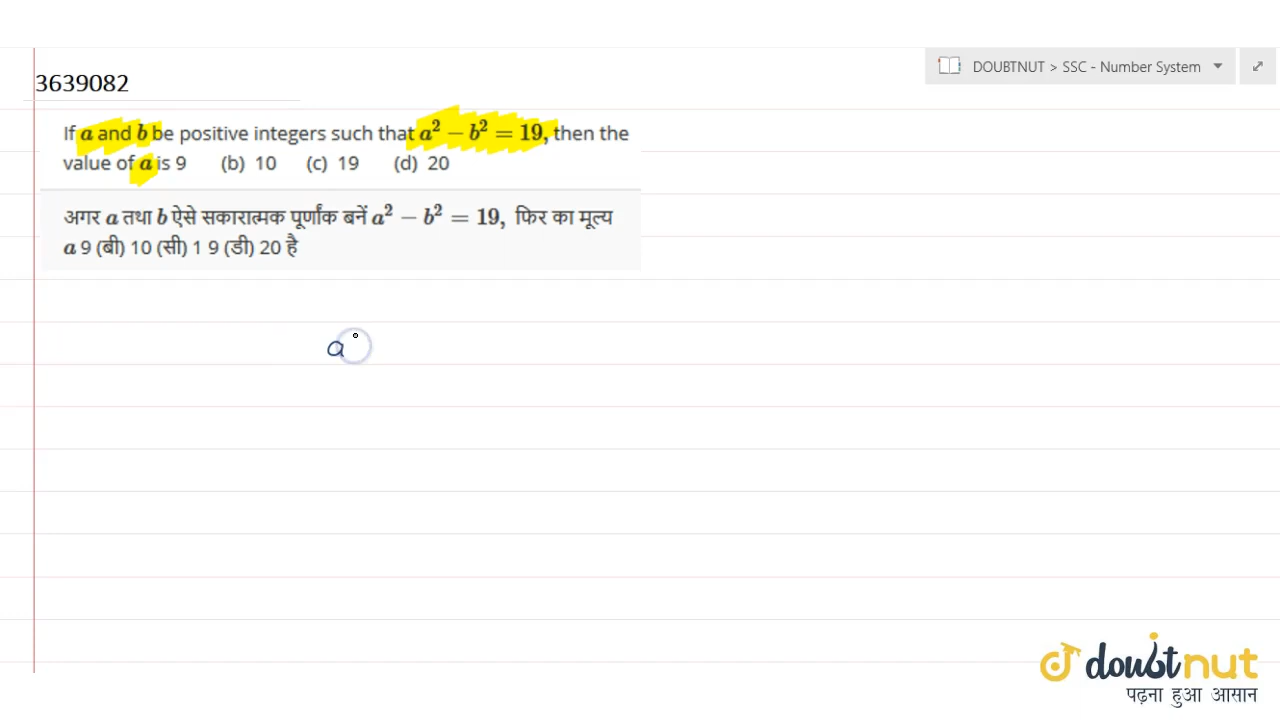 DOUBTNUT > SSC - Number System
3639082
If a and b be positive integers such that a² − b² = 19, then the
value of a is 9 (b) 10 (c) 19 (d) 20
अगर a तथा b ऐसे सकारात्मक पूर्णांक बनें a² − b² = 19, फिर का मूल्य
a 9 (बी) 10 (सी) 1 9 (डी) 20 है
a
doubtnut
पढ़ना हुआ आसान